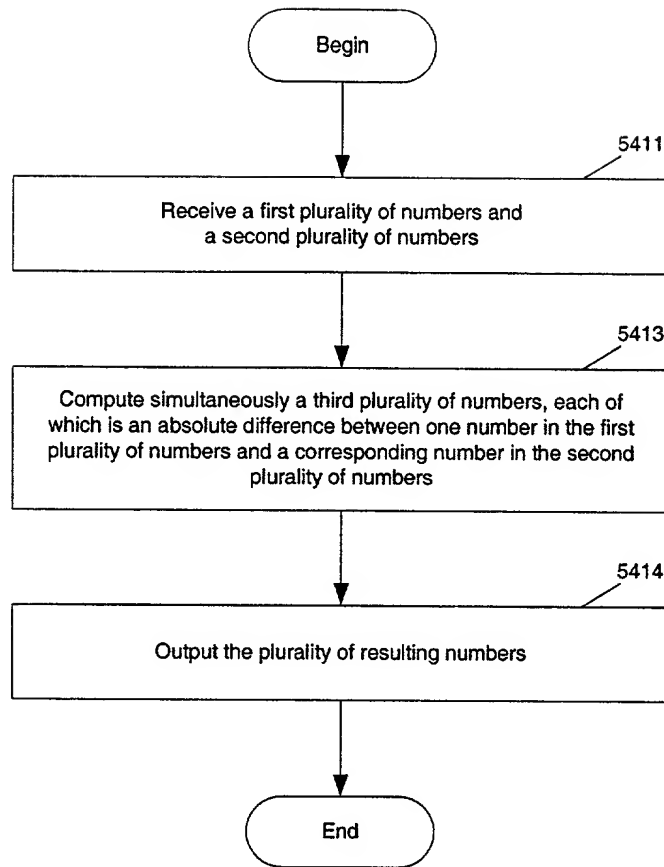 Begin
5411
Receive a first plurality of numbers and
a second plurality of numbers
5413
Compute simultaneously a third plurality of numbers, each of
which is an absolute difference between one number in the first
plurality of numbers and a corresponding number in the second
plurality of numbers
5414
Output the plurality of resulting numbers
End